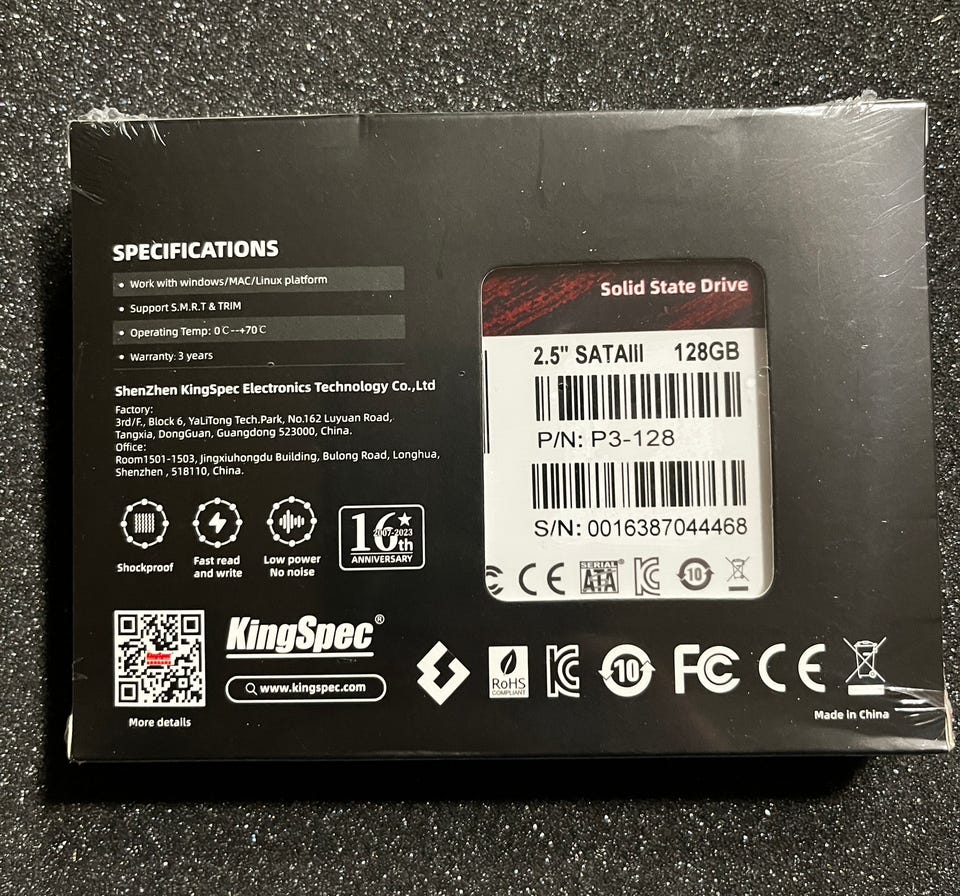 SPECIFICATIONS
• Work with windows/MAC/Linux platform
• Support S.M.R.T & TRIM
• Operating Temp: 0℃--+70℃
• Warranty: 3 years
ShenZhen KingSpec Electronics Technology Co.,Ltd
Factory:
3rd/F., Block 6, YaLiTong Tech.Park, No.162 Luyuan Road,
Tangxia, DongGuan, Guangdong 523000, China.
Office:
Room1501-1503, Jingxiuhongdu Building, Bulong Road, Longhua,
Shenzhen , 518110, China.
Shockproof
Fast read
and write
Low power
No noise
16th
2007-2023
ANNIVERSARY
More details
KingSpec®
www.kingspec.com
Solid State Drive
2.5" SATAIII 128GB
P/N: P3-128
S/N: 0016387044468
CE
SERIAL
ATA
KC
10
RoHS
COMPLIANT
KC
10
FC
CE
Made in China